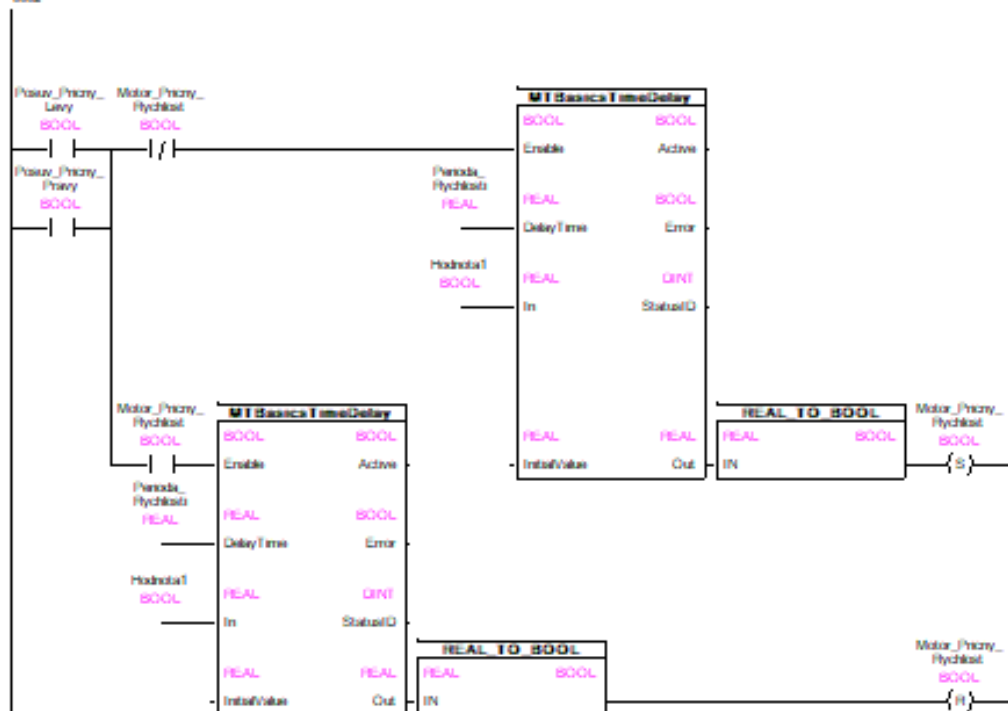 Posuv_Pricny_
Levy
BOOL
Motor_Pricny_
Rychlost
BOOL
Posuv_Pricny_
Pravy
BOOL
MTBasicsTimeDelay
BOOL BOOL
Enable Active
Perioda_
Rychlosti
REAL
REAL BOOL
DelayTime Error
Hodnota1
BOOL
REAL DINT
In StatusID
REAL REAL
InitialValue Out
REAL_TO_BOOL
REAL BOOL
IN
Motor_Pricny_
Rychlost
BOOL
S
Motor_Pricny_
Rychlost
BOOL
MTBasicsTimeDelay
BOOL BOOL
Enable Active
Perioda_
Rychlosti
REAL
REAL BOOL
DelayTime Error
Hodnota1
BOOL
REAL DINT
In StatusID
REAL REAL
InitialValue Out
REAL_TO_BOOL
REAL BOOL
IN
Motor_Pricny_
Rychlost
BOOL
R